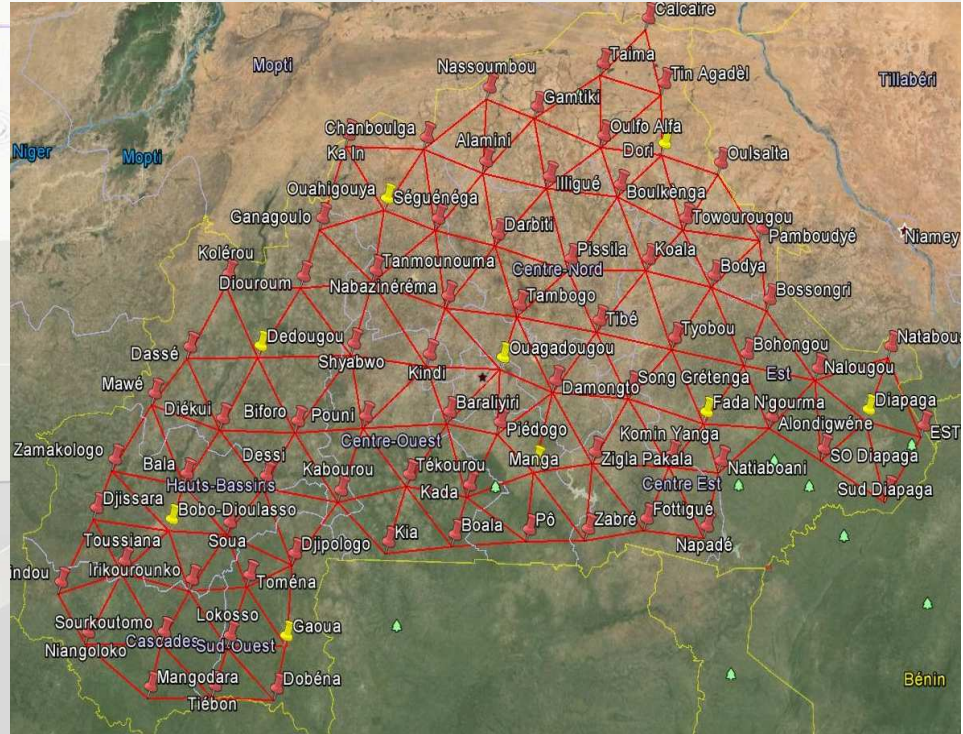 Calcaire
Mopti
Nassoumbou
Taima
Tin Agadèl
Tillabéri
Gamtiki
Chanboulga
Alamini
Oulfo Alfa
Niger
Mopti
Ka In
Dori
Oulsalta
Ouahigouya
Séguénéga
Illigué
Boulkènga
Ganagoulo
Darbiti
Towourougou
Pamboudyé
Niamey
Kolérou
Tanmounouma
Pissila
Koala
Centre-Nord
Bodya
Diouroum
Nabazinéréma
Tambogo
Bossongri
Tibé
Tyobou
Dedougou
Ouagadougou
Bohongou
Nataboua
Dassé
Shyabwo
Kindi
Song Grétenga
Est
Nalougou
Mawé
Damongto
Diapaga
Diékui
Biforo
Pouni
Baraliyiri
Fada N'gourma
Alondigwéne
EST
Piédogo
Komin Yanga
Centre-Ouest
Zamakologo
Bala
Dessi
Kabourou
Tékourou
Manga
Zigla Pakala
Natiaboani
SO Diapaga
Hauts-Bassins
Kada
Centre Est
Sud Diapaga
Djissara
Bobo-Dioulasso
Toussiana
Soua
Djipologo
Kia
Boala
Pô
Zabré
Fottigué
Napadé
indou
Irikourounko
Toména
Sourkoutomo
Lokosso
Gaoua
Niangoloko
Cascades
Sud-Ouest
Mangodara
Dobéna
Tiébon
Bénin